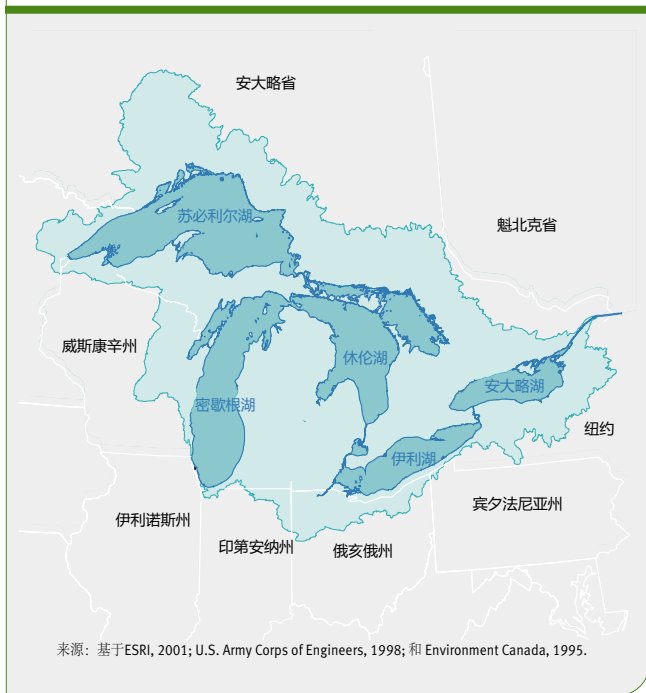 安大略省
苏必利尔湖
魁北克省
威斯康辛州
休伦湖
安大略湖
密歇根湖
纽约
伊利湖
宾夕法尼亚州
伊利诺斯州
印第安纳州
俄亥俄州
来源：基于ESRI, 2001; U.S. Army Corps of Engineers, 1998; 和 Environment Canada, 1995.